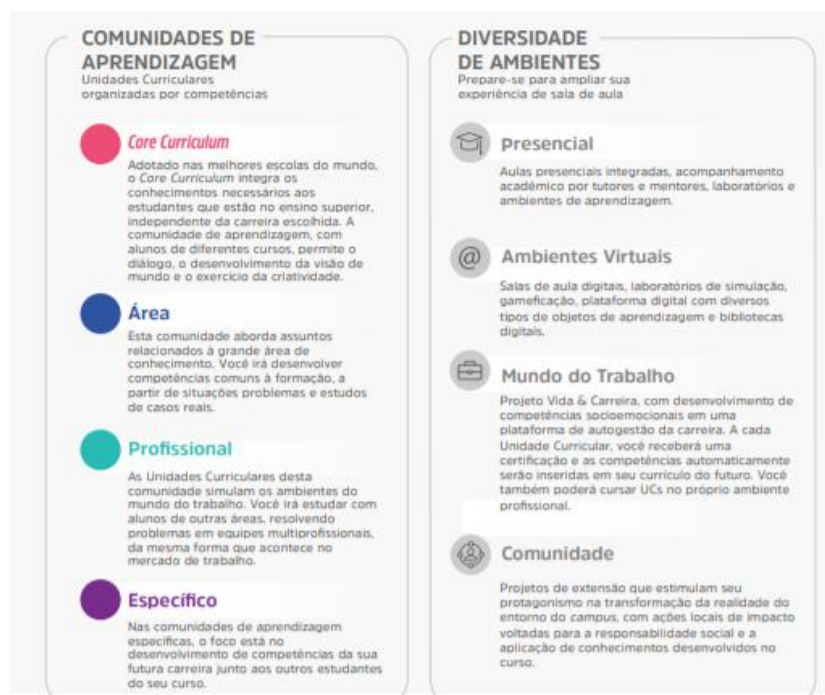 COMUNIDADES DE
APRENDIZAGEM
Unidades Curriculares
organizadas por competências
Core Curriculum
Adotado nas melhores escolas do mundo,
o Core Curriculum integra os
conhecimentos necessários aos
estudantes que estão no ensino superior,
independente da carreira escolhida. A
comunidade de aprendizagem, com
alunos de diferentes cursos, permite o
diálogo, o desenvolvimento da visão de
mundo e o exercício da criatividade.
Área
Esta comunidade aborda assuntos
relacionados à grande área de
conhecimento. Você irá desenvolver
competências comuns à formação, a
partir de situações problemas e estudos
de casos reais.
Profissional
As Unidades Curriculares desta
comunidade simulam os ambientes do
mundo do trabalho. Você irá estudar com
alunos de outras áreas, resolvendo
problemas em equipes multiprofissionais,
da mesma forma que acontece no
mercado de trabalho.
Específico
Nas comunidades de aprendizagem
específicas, o foco está no
desenvolvimento de competências da sua
futura carreira junto aos outros estudantes
do seu curso.
DIVERSIDADE
DE AMBIENTES
Prepare-se para ampliar sua
experiência de sala de aula
Presencial
Aulas presenciais integradas, acompanhamento
acadêmico por tutores e mentores, laboratórios e
ambientes de aprendizagem.
@ Ambientes Virtuais
Salas de aula digitais, laboratórios de simulação,
gameficação, plataforma digital com diversos
tipos de objetos de aprendizagem e bibliotecas
digitais.
Mundo do Trabalho
Projeto Vida & Carreira, com desenvolvimento de
competências socioemocionais em uma
plataforma de autogestão da carreira. A cada
Unidade Curricular, você receberá uma
certificação e as competências automaticamente
serão inseridas em seu currículo do futuro. Você
também poderá cursar UCs no próprio ambiente
profissional.
Comunidade
Projetos de extensão que estimulam seu
protagonismo na transformação da realidade do
entorno do campus, com ações locais de impacto
voltadas para a responsabilidade social e a
aplicação de conhecimentos desenvolvidos no
curso.